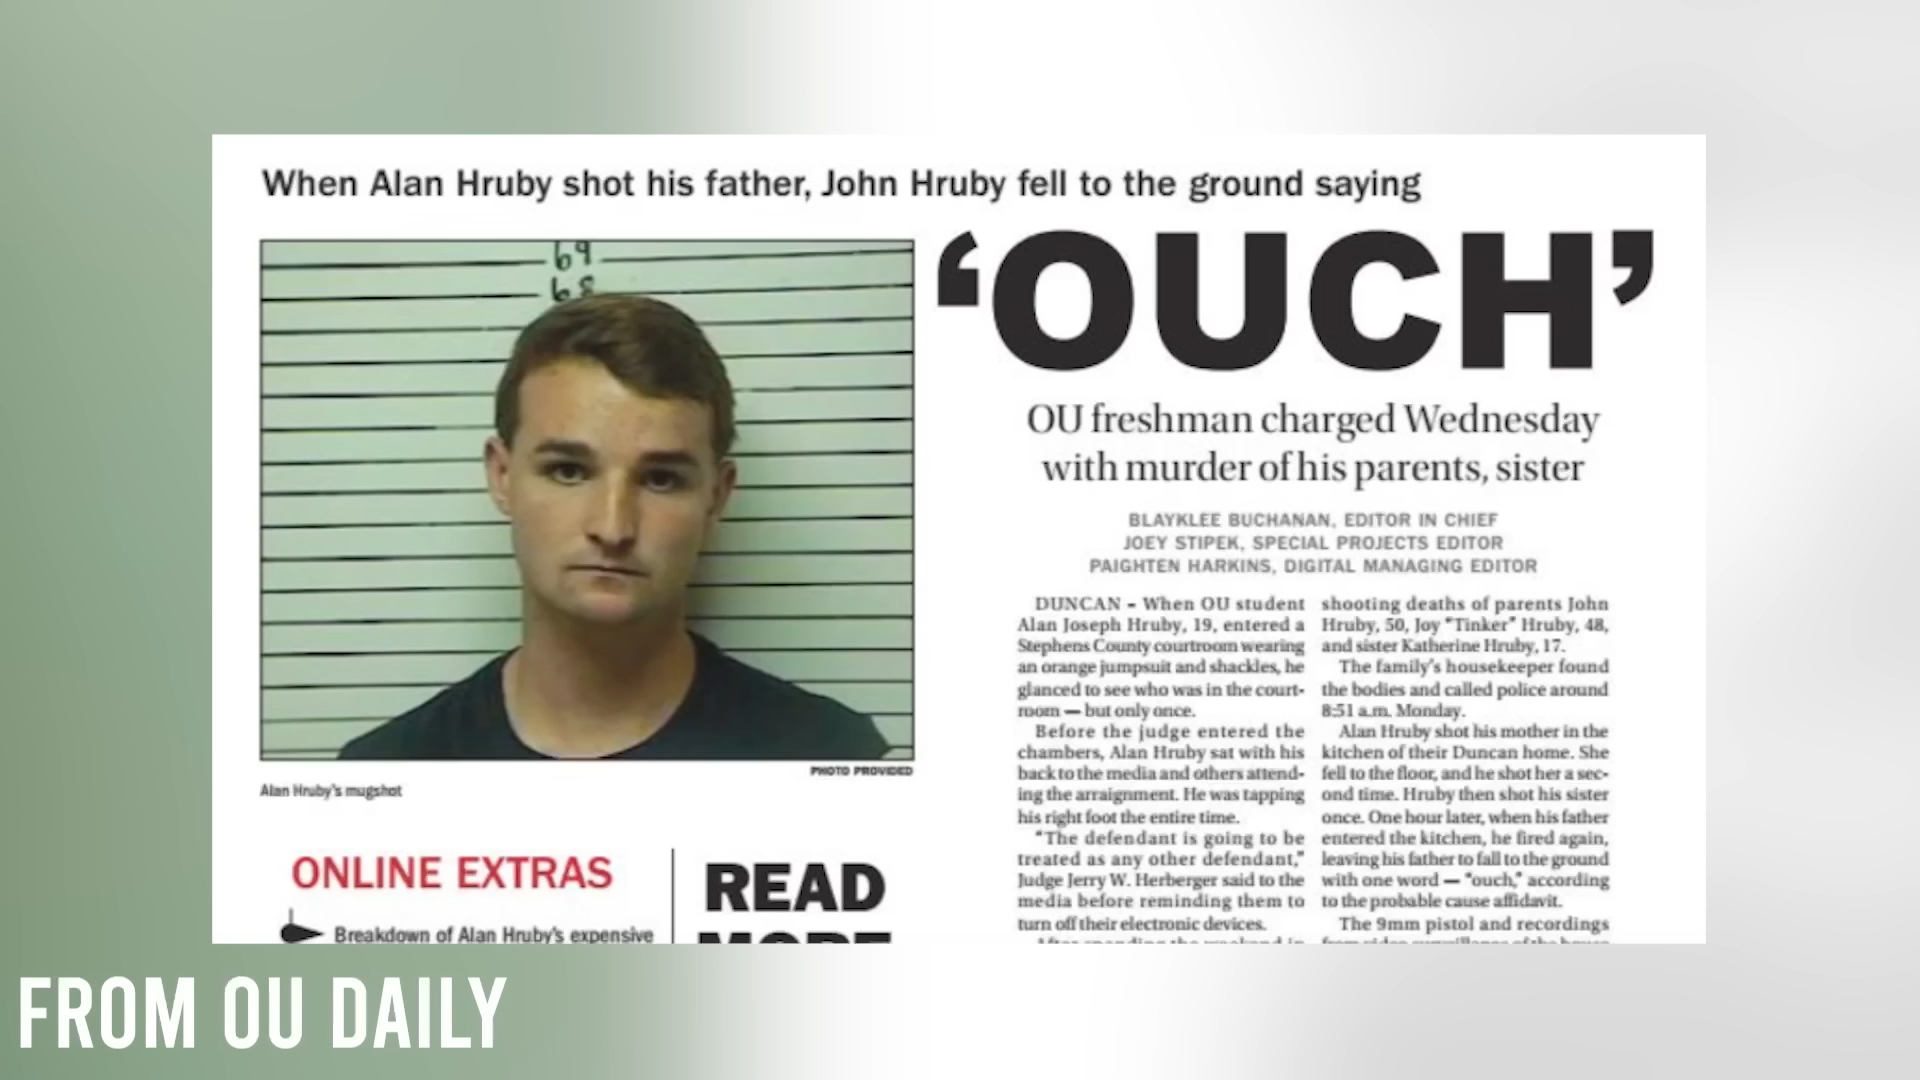 When Alan Hruby shot his father, John Hruby fell to the ground saying
‘OUCH’
69
68
PHOTO PROVIDED
Alan Hruby's mugshot
OU freshman charged Wednesday
with murder of his parents, sister
BLAYKLEE BUCHANAN, EDITOR IN CHIEF
JOEY STIPEK, SPECIAL PROJECTS EDITOR
PAIGHTEN HARKINS, DIGITAL MANAGING EDITOR
DUNCAN – When OU student
Alan Joseph Hruby, 19, entered a
Stephens County courtroom wearing
an orange jumpsuit and shackles, he
glanced to see who was in the court-
room — but only once.
Before the judge entered the
chambers, Alan Hruby sat with his
back to the media and others attend-
ing the arraignment. He was tapping
his right foot the entire time.
“The defendant is going to be
treated as any other defendant,”
Judge Jerry W. Herberger said to the
media before reminding them to
turn off their electronic devices.
After spending the weekend in
shooting deaths of parents John
Hruby, 50, Joy “Tinker” Hruby, 48,
and sister Katherine Hruby, 17.
The family’s housekeeper found
the bodies and called police around
8:51 a.m. Monday.
Alan Hruby shot his mother in the
kitchen of their Duncan home. She
fell to the floor, and he shot her a sec-
ond time. Hruby then shot his sister
once. One hour later, when his father
entered the kitchen, he fired again,
leaving his father to fall to the ground
with one word — “ouch,” according
to the probable cause affidavit.
The 9mm pistol and recordings
from video surveillance of the house
ONLINE EXTRAS
Breakdown of Alan Hruby's expensive
READ
MORE
FROM OU DAILY